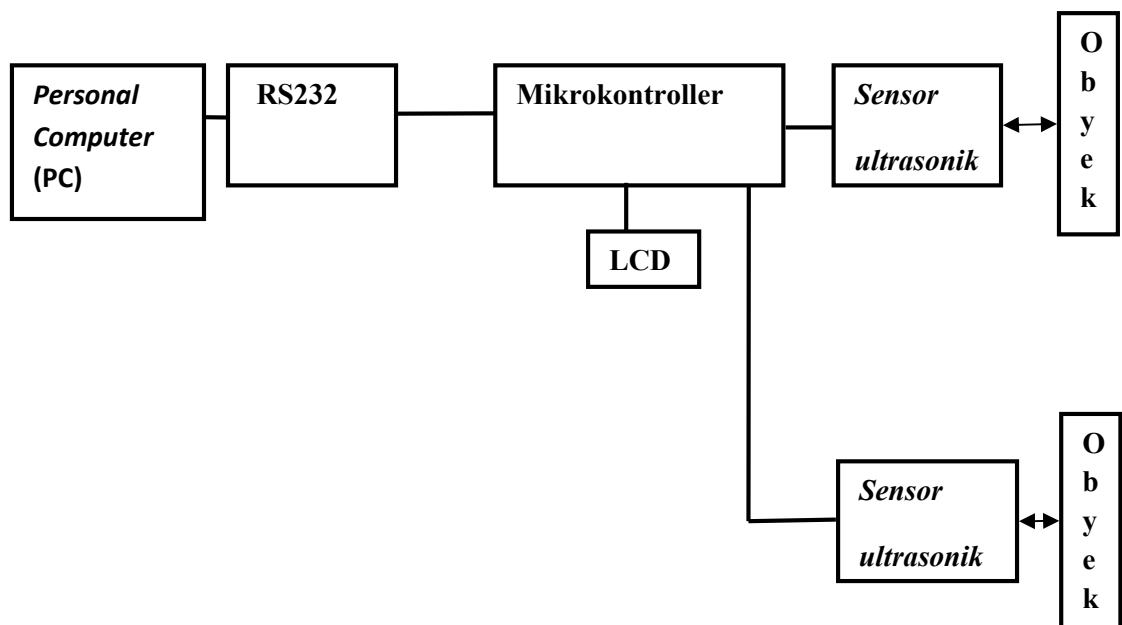 Personal
Computer
(PC)
RS232
Mikrokontroller
Sensor
ultrasonik
O
b
y
e
k
LCD
Sensor
ultrasonik
O
b
y
e
k